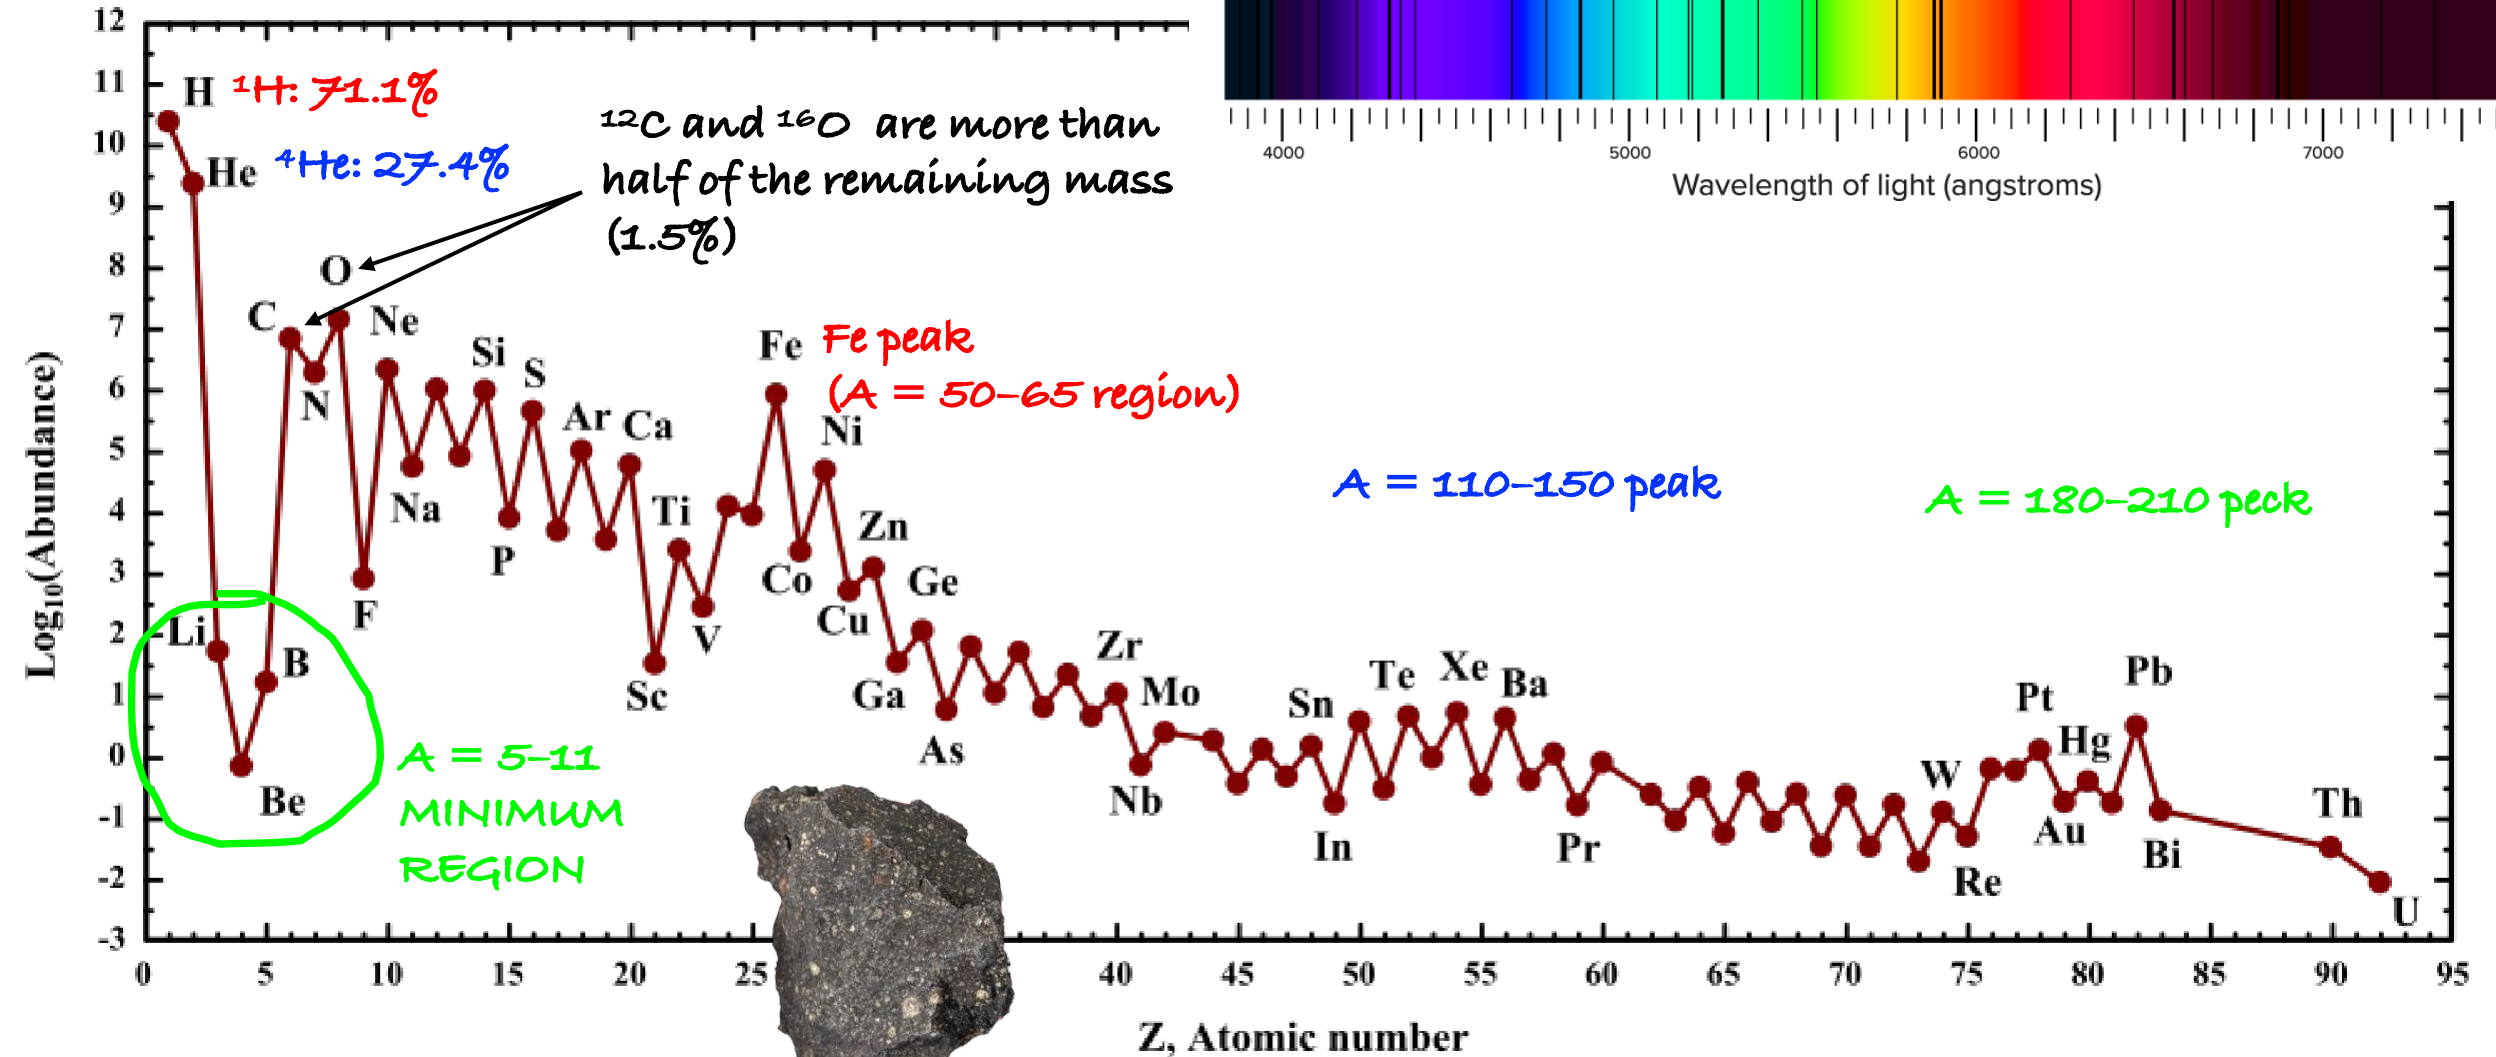 12
11
10
9
8
7
6
5
4
3
2
1
0
-1
-2
-3
Log10(Abundance)
H
¹H: 71.1%
He
⁴He: 27.4%
¹²C and ¹⁶O are more than
half of the remaining mass
(1.5%)
4000
5000
6000
7000
Wavelength of light (angstroms)
O
C
Ne
N
Si
S
Fe
Fe peak
(A = 50–65 region)
Ar
Ca
Ni
Na
P
Ti
Zn
A = 110–150 peak
A = 180–210 peck
F
Co
Cu
Ge
Li
B
V
Sc
Ga
As
Zr
Mo
Nb
Sn
Te
Xe
Ba
In
Pr
W
Pt
Hg
Pb
Au
Bi
Re
Th
U
Be
A = 5–11
MINIMUM
REGION
0
5
10
15
20
25
40
45
50
55
60
65
70
75
80
85
90
95
Z, Atomic number